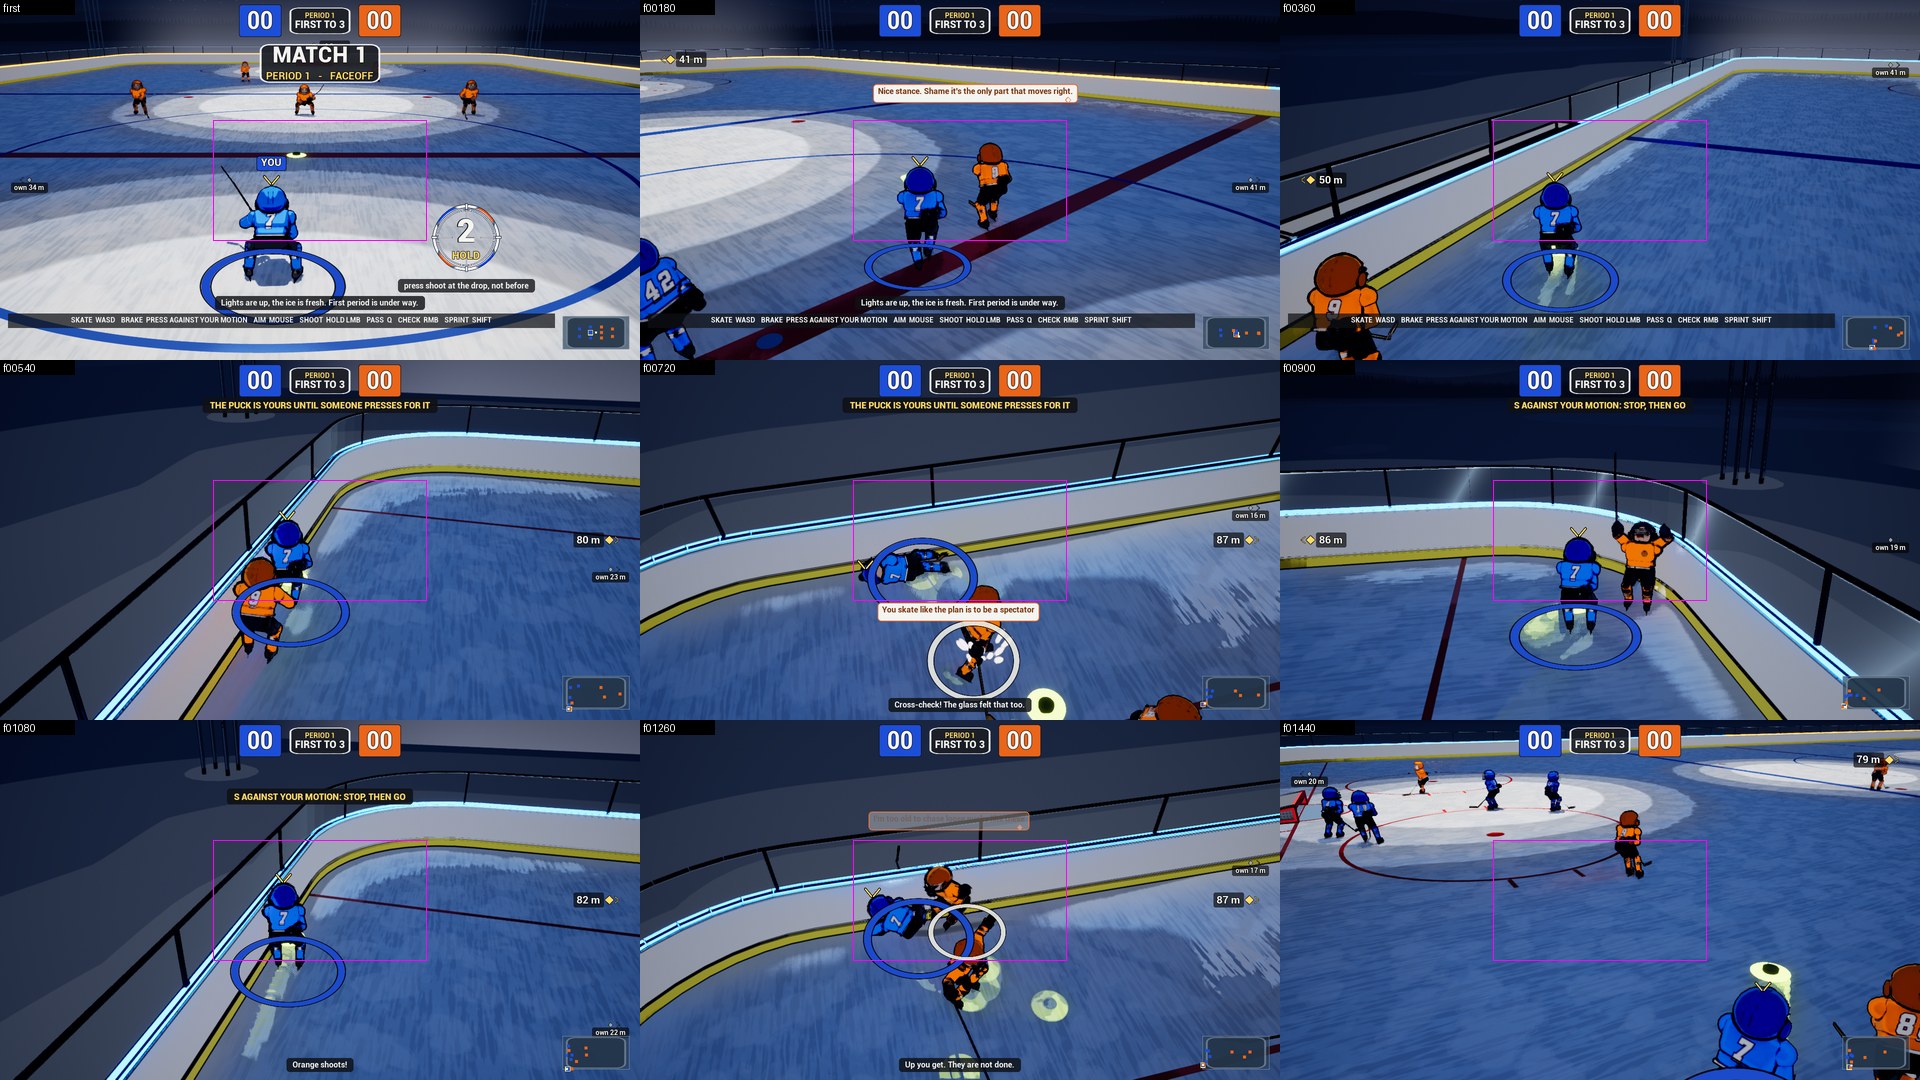 first
00
PERIOD 1
FIRST TO 3
00
MATCH 1
PERIOD 1 - FACEOFF
YOU
own 34 m
7
2
HOLD
press shoot at the drop, not before
Lights are up, the ice is fresh. First period is under way.
SKATE WASD BRAKE PRESS AGAINST YOUR MOTION AIM MOUSE SHOOT HOLD LMB PASS Q CHECK RMB SPRINT SHIFT
f00180
00
PERIOD 1
FIRST TO 3
00
41 m
Nice stance. Shame it's the only part that moves right.
9
7
own 41 m
42
Lights are up, the ice is fresh. First period is under way.
SKATE WASD BRAKE PRESS AGAINST YOUR MOTION AIM MOUSE SHOOT HOLD LMB PASS Q CHECK RMB SPRINT SHIFT
f00360
00
PERIOD 1
FIRST TO 3
00
own 41 m
50 m
7
9
SKATE WASD BRAKE PRESS AGAINST YOUR MOTION AIM MOUSE SHOOT HOLD LMB PASS Q CHECK RMB SPRINT SHIFT
f00540
00
PERIOD 1
FIRST TO 3
00
THE PUCK IS YOURS UNTIL SOMEONE PRESSES FOR IT
80 m
7
own 23 m
9
f00720
00
PERIOD 1
FIRST TO 3
00
THE PUCK IS YOURS UNTIL SOMEONE PRESSES FOR IT
own 16 m
87 m
7
You skate like the plan is to be a spectator
Cross-check! The glass felt that too.
f00900
00
PERIOD 1
FIRST TO 3
00
S AGAINST YOUR MOTION: STOP, THEN GO
86 m
own 19 m
7
f01080
00
PERIOD 1
FIRST TO 3
00
S AGAINST YOUR MOTION: STOP, THEN GO
82 m
7
own 22 m
Orange shoots!
f01260
00
PERIOD 1
FIRST TO 3
00
own 17 m
87 m
7
Up you get. They are not done.
f01440
00
PERIOD 1
FIRST TO 3
00
79 m
own 20 m
8
7